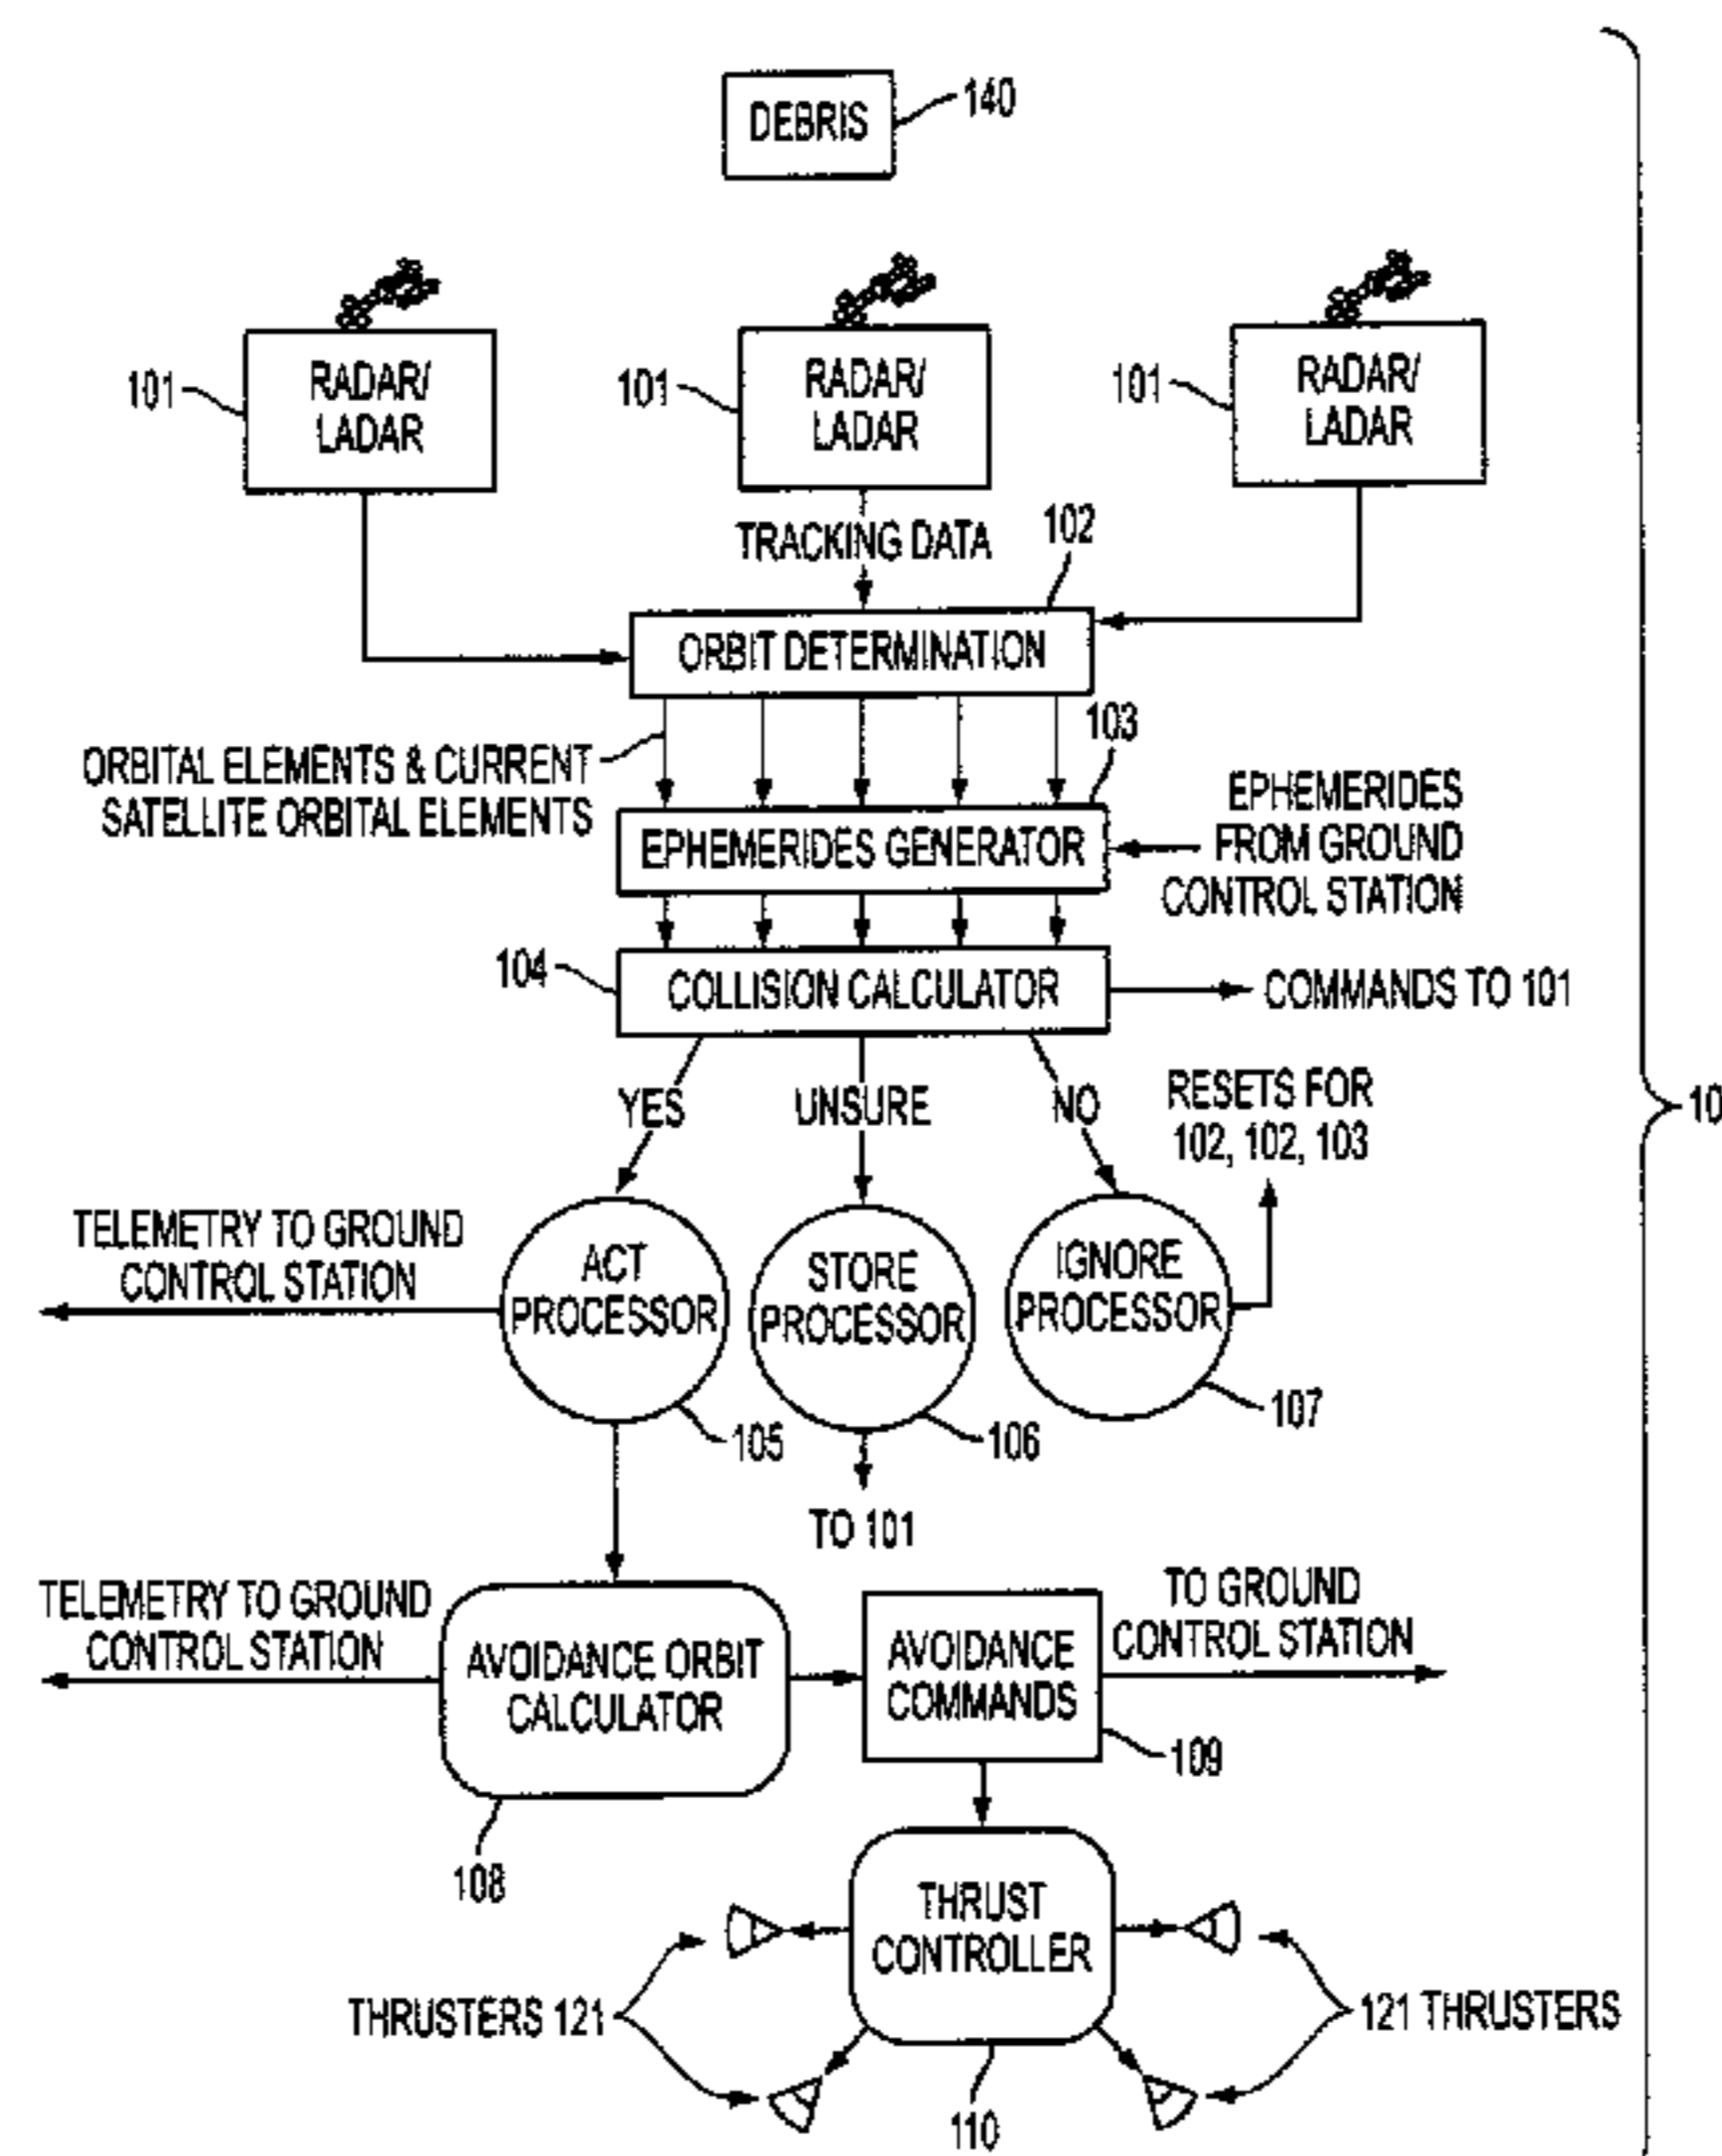 DEBRIS
140
101
RADAR/
LADAR
101
RADAR/
LADAR
101
RADAR/
LADAR
TRACKING DATA
102
ORBIT DETERMINATION
ORBITAL ELEMENTS & CURRENT
SATELLITE ORBITAL ELEMENTS
103
EPHEMERIDES GENERATOR
EPHEMERIDES
FROM GROUND
CONTROL STATION
104
COLLISION CALCULATOR
COMMANDS TO 101
YES
UNSURE
NO
RESETS FOR
102, 102, 103
10
TELEMETRY TO GROUND
CONTROL STATION
ACT
PROCESSOR
STORE
PROCESSOR
IGNORE
PROCESSOR
105
106
107
TO 101
TELEMETRY TO GROUND
CONTROL STATION
AVOIDANCE ORBIT
CALCULATOR
AVOIDANCE
COMMANDS
TO GROUND
CONTROL STATION
109
108
THRUST
CONTROLLER
THRUSTERS 121
121 THRUSTERS
110